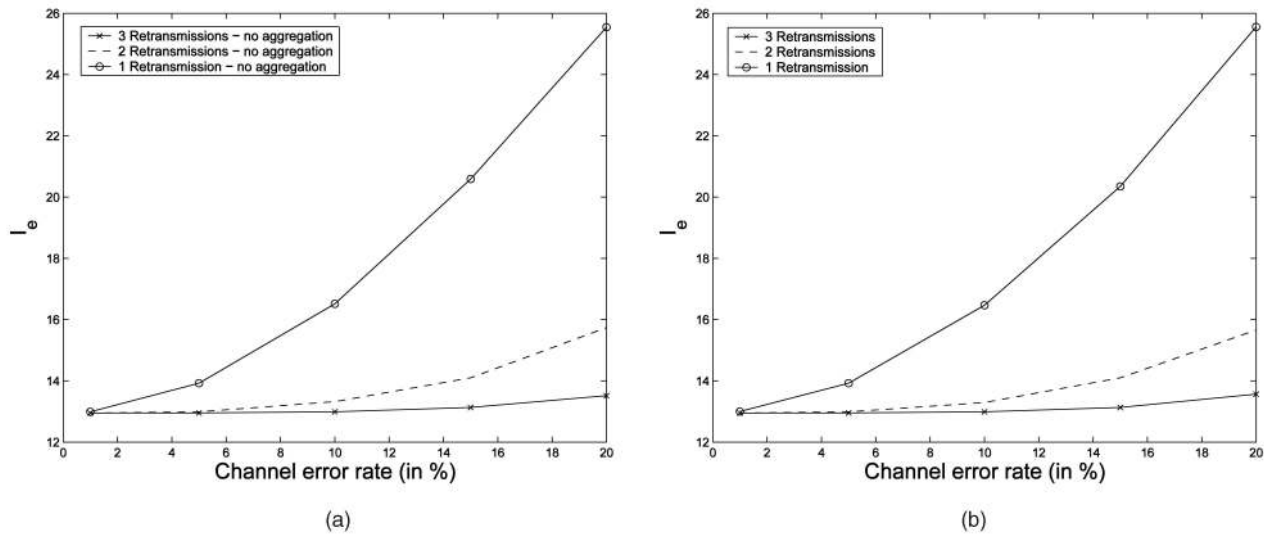 26
24
22
20
18
16
14
12
I_e
3 Retransmissions − no aggregation
2 Retransmissions − no aggregation
1 Retransmission − no aggregation
0 2 4 6 8 10 12 14 16 18 20
Channel error rate (in %)
(a)
26
24
22
20
18
16
14
12
I_e
3 Retransmissions
2 Retransmissions
1 Retransmission
0 2 4 6 8 10 12 14 16 18 20
Channel error rate (in %)
(b)